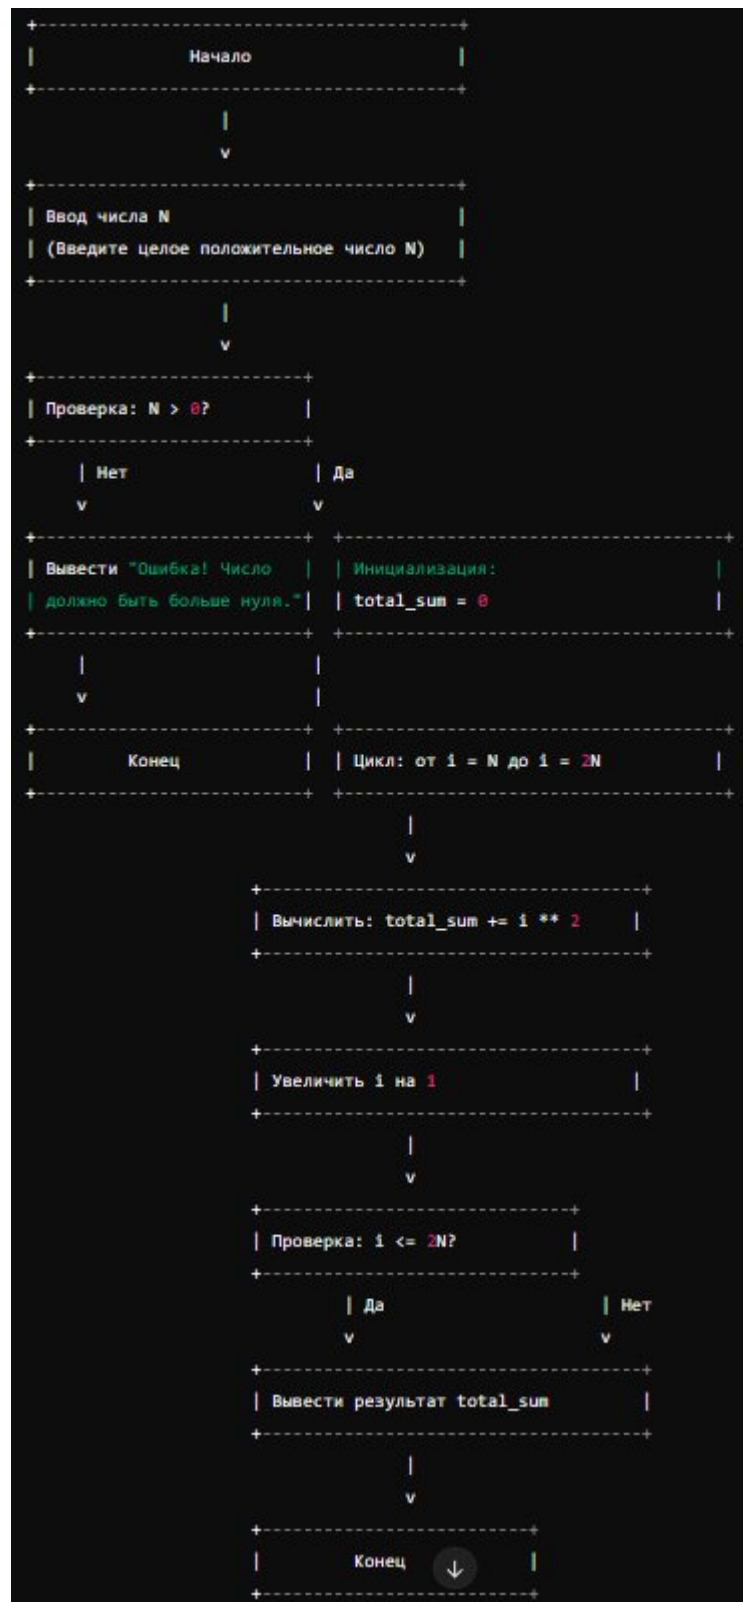 Начало
v
Ввод числа N
(Введите целое положительное число N)
v
Проверка: N > 0?
Нет Да
v v
Вывести "Ошибка! Число
должно быть больше нуля."
Инициализация:
total_sum = 0
v
Конец
Цикл: от i = N до i = 2N
v
Вычислить: total_sum += i ** 2
v
Увеличить i на 1
v
Проверка: i <= 2N?
Да Нет
v v
Вывести результат total_sum
v
Конец